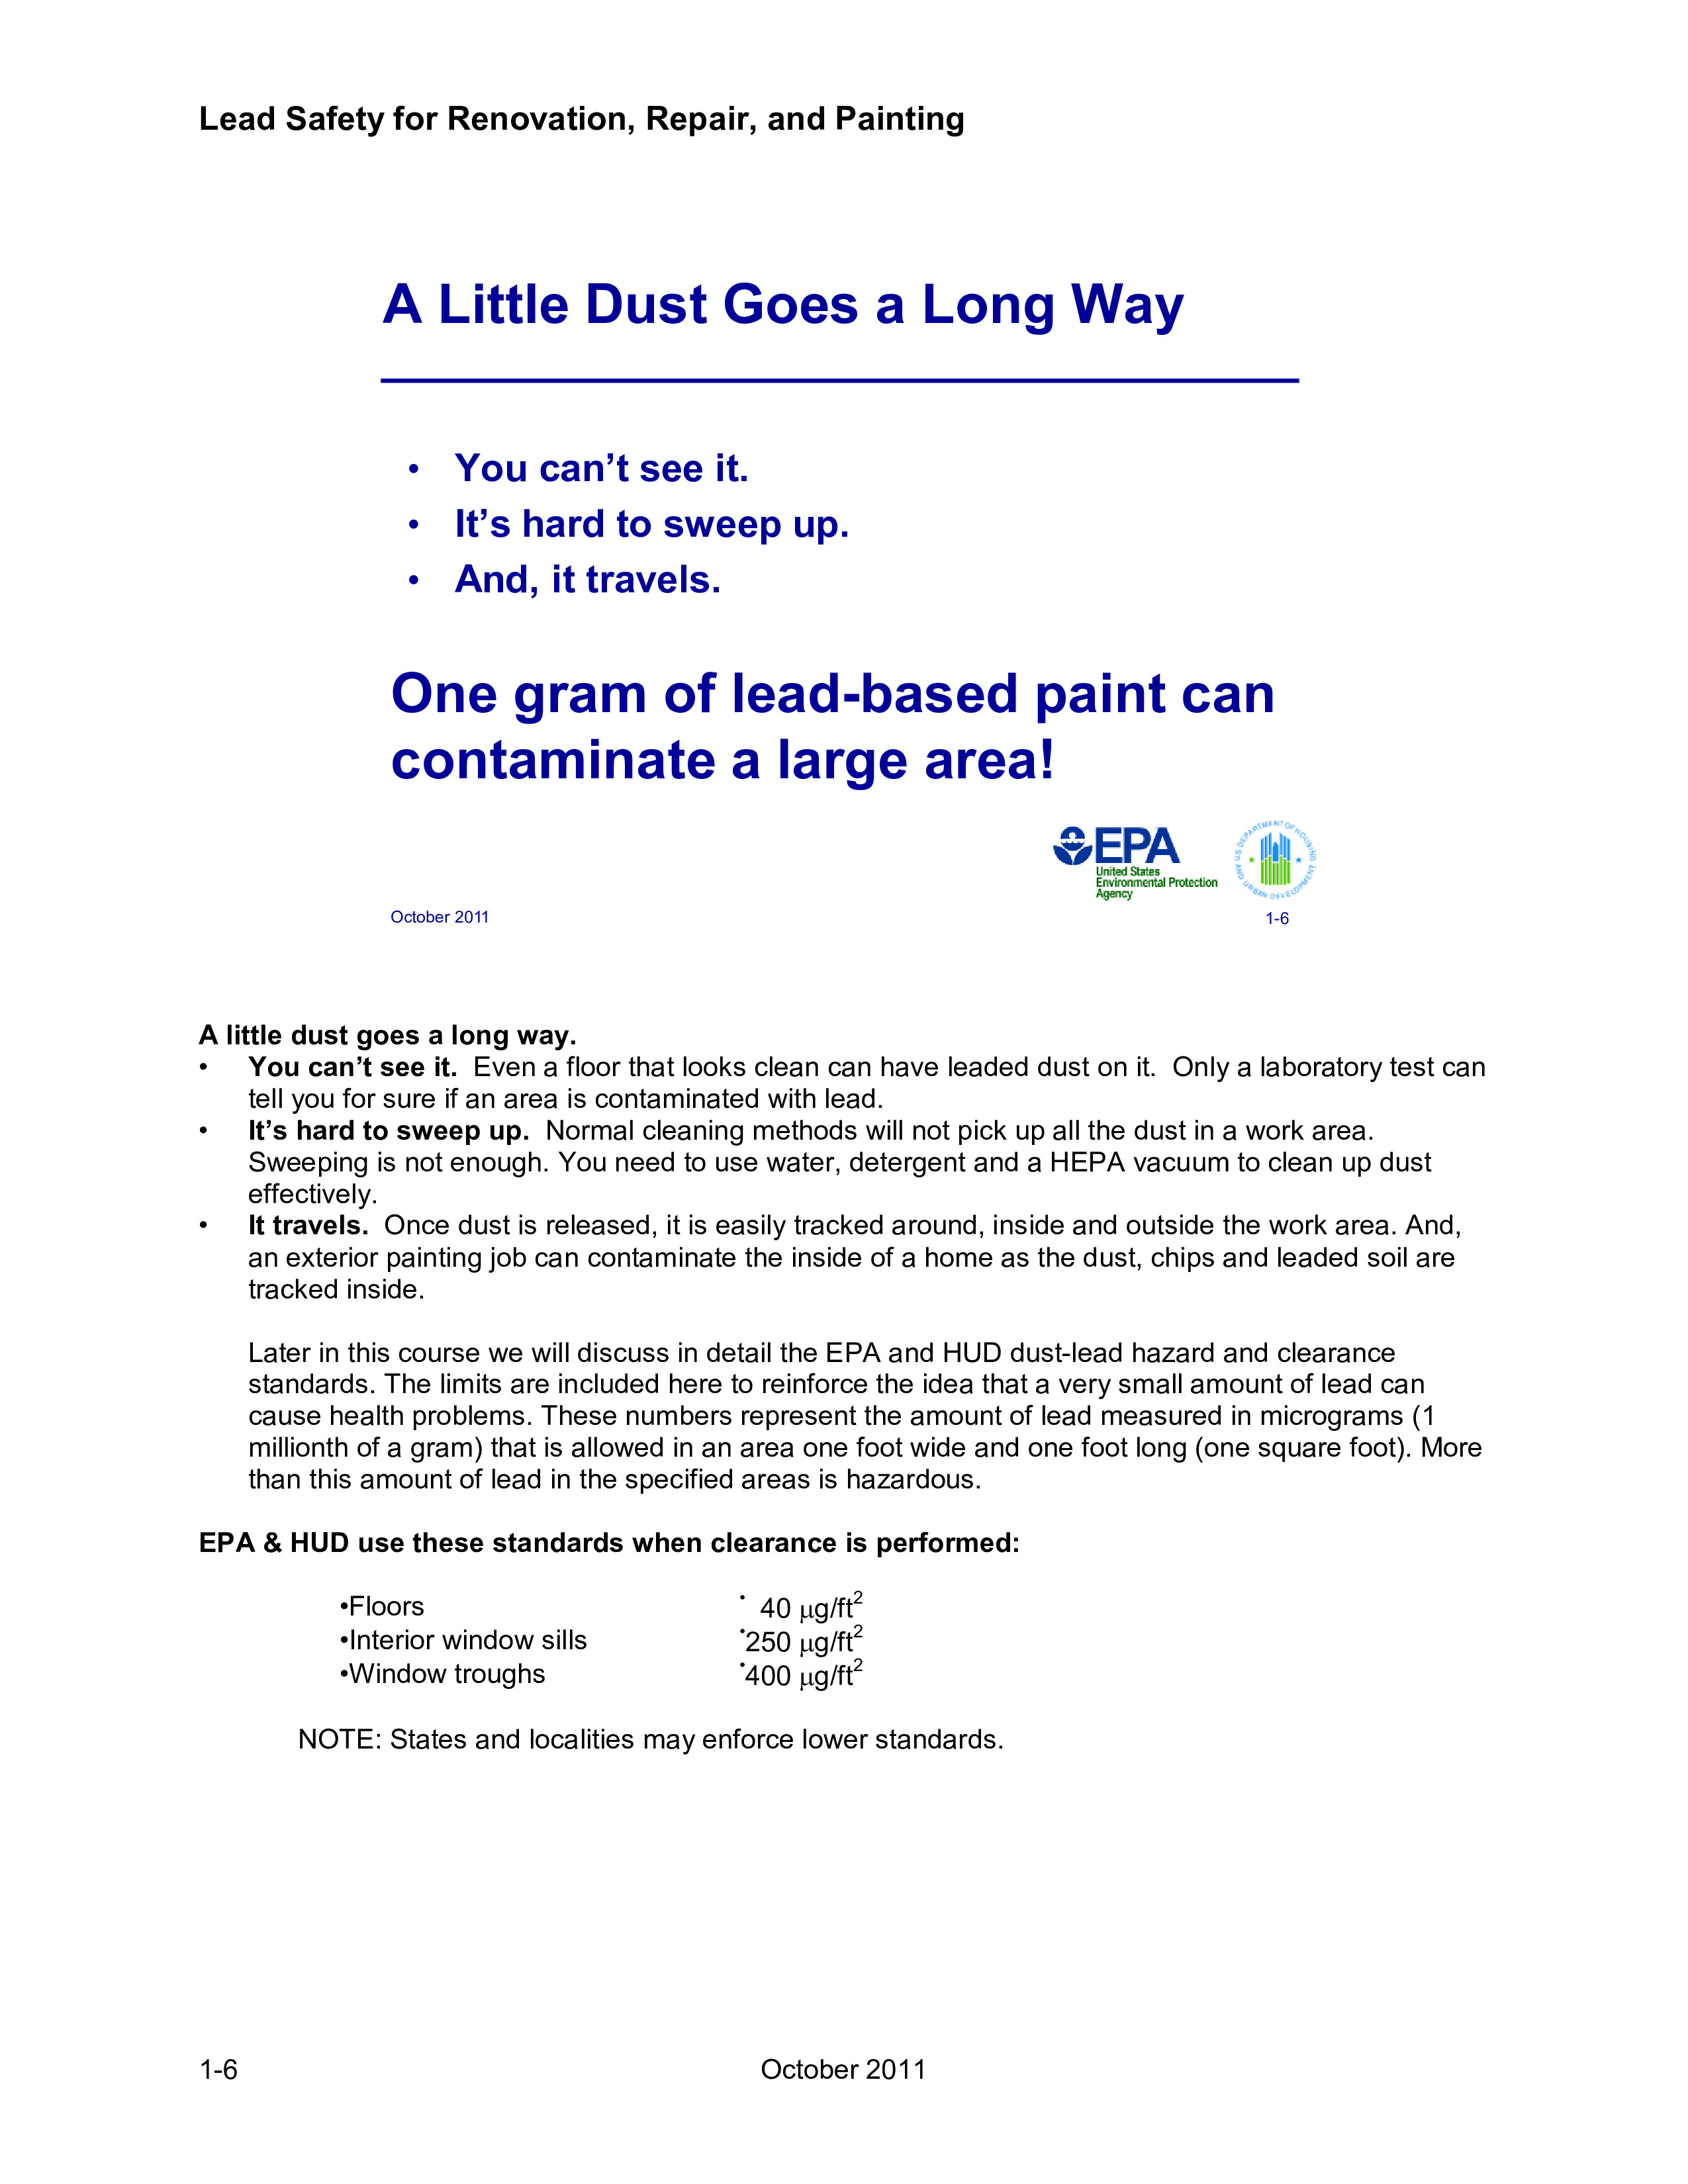 Lead Safety for Renovation, Repair, and Painting
A Little Dust Goes a Long Way
• You can’t see it.
• It’s hard to sweep up.
• And, it travels.
One gram of lead-based paint can
contaminate a large area!
EPA
United States
Environmental Protection
Agency
U.S. DEPARTMENT OF HOUSING AND URBAN DEVELOPMENT
October 2011
1-6
A little dust goes a long way.
• You can’t see it.  Even a floor that looks clean can have leaded dust on it.  Only a laboratory test can
tell you for sure if an area is contaminated with lead.
• It’s hard to sweep up.  Normal cleaning methods will not pick up all the dust in a work area.
Sweeping is not enough. You need to use water, detergent and a HEPA vacuum to clean up dust
effectively.
• It travels.  Once dust is released, it is easily tracked around, inside and outside the work area. And,
an exterior painting job can contaminate the inside of a home as the dust, chips and leaded soil are
tracked inside.
Later in this course we will discuss in detail the EPA and HUD dust-lead hazard and clearance
standards. The limits are included here to reinforce the idea that a very small amount of lead can
cause health problems. These numbers represent the amount of lead measured in micrograms (1
millionth of a gram) that is allowed in an area one foot wide and one foot long (one square foot). More
than this amount of lead in the specified areas is hazardous.
EPA & HUD use these standards when clearance is performed:
•Floors • 40 µg/ft²
•Interior window sills •250 µg/ft²
•Window troughs •400 µg/ft²
NOTE: States and localities may enforce lower standards.
1-6 October 2011